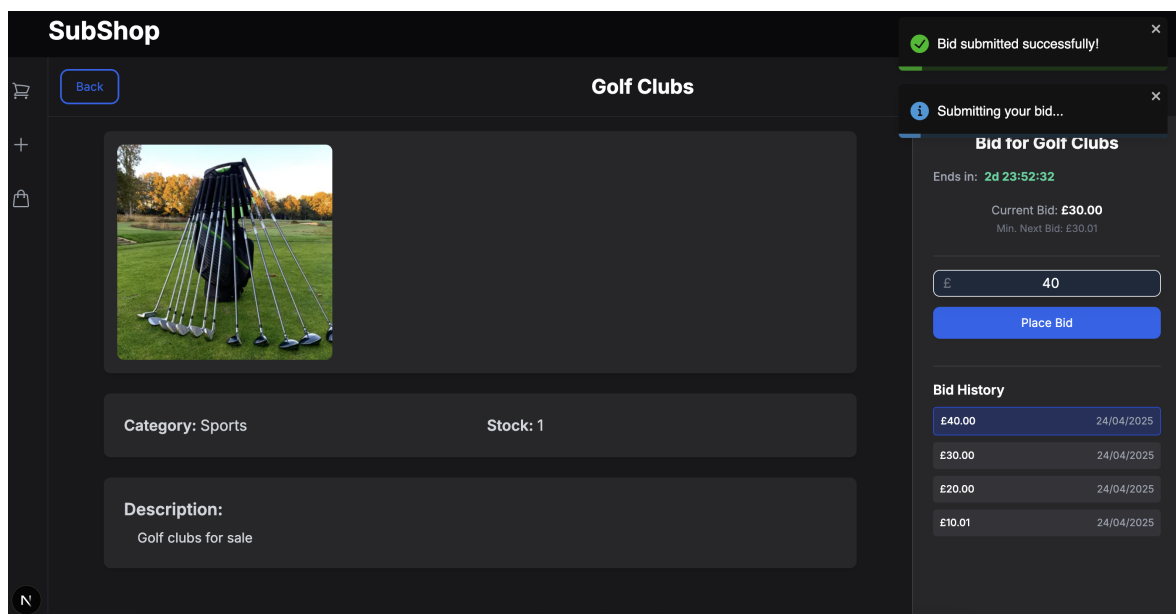 SubShop
Bid submitted successfully!
Submitting your bid...
Back
Golf Clubs
Bid for Golf Clubs
Ends in: 2d 23:52:32
Current Bid: £30.00
Min. Next Bid: £30.01
£ 40
Place Bid
Bid History
£40.00 24/04/2025
£30.00 24/04/2025
£20.00 24/04/2025
£10.01 24/04/2025
Category: Sports
Stock: 1
Description:
Golf clubs for sale
N